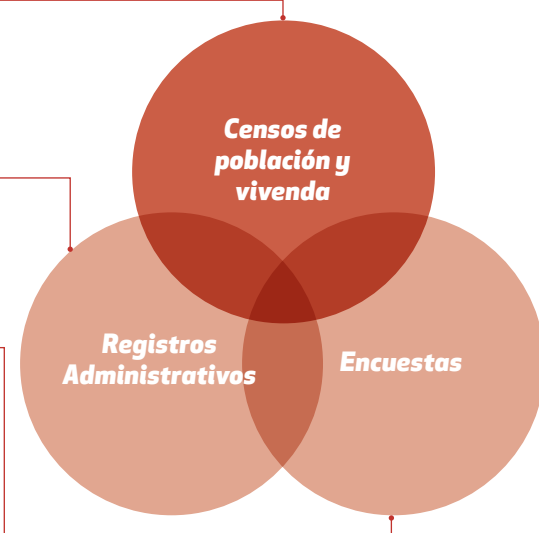 Censos de
población y
vivenda
Registros
Administrativos
Encuestas